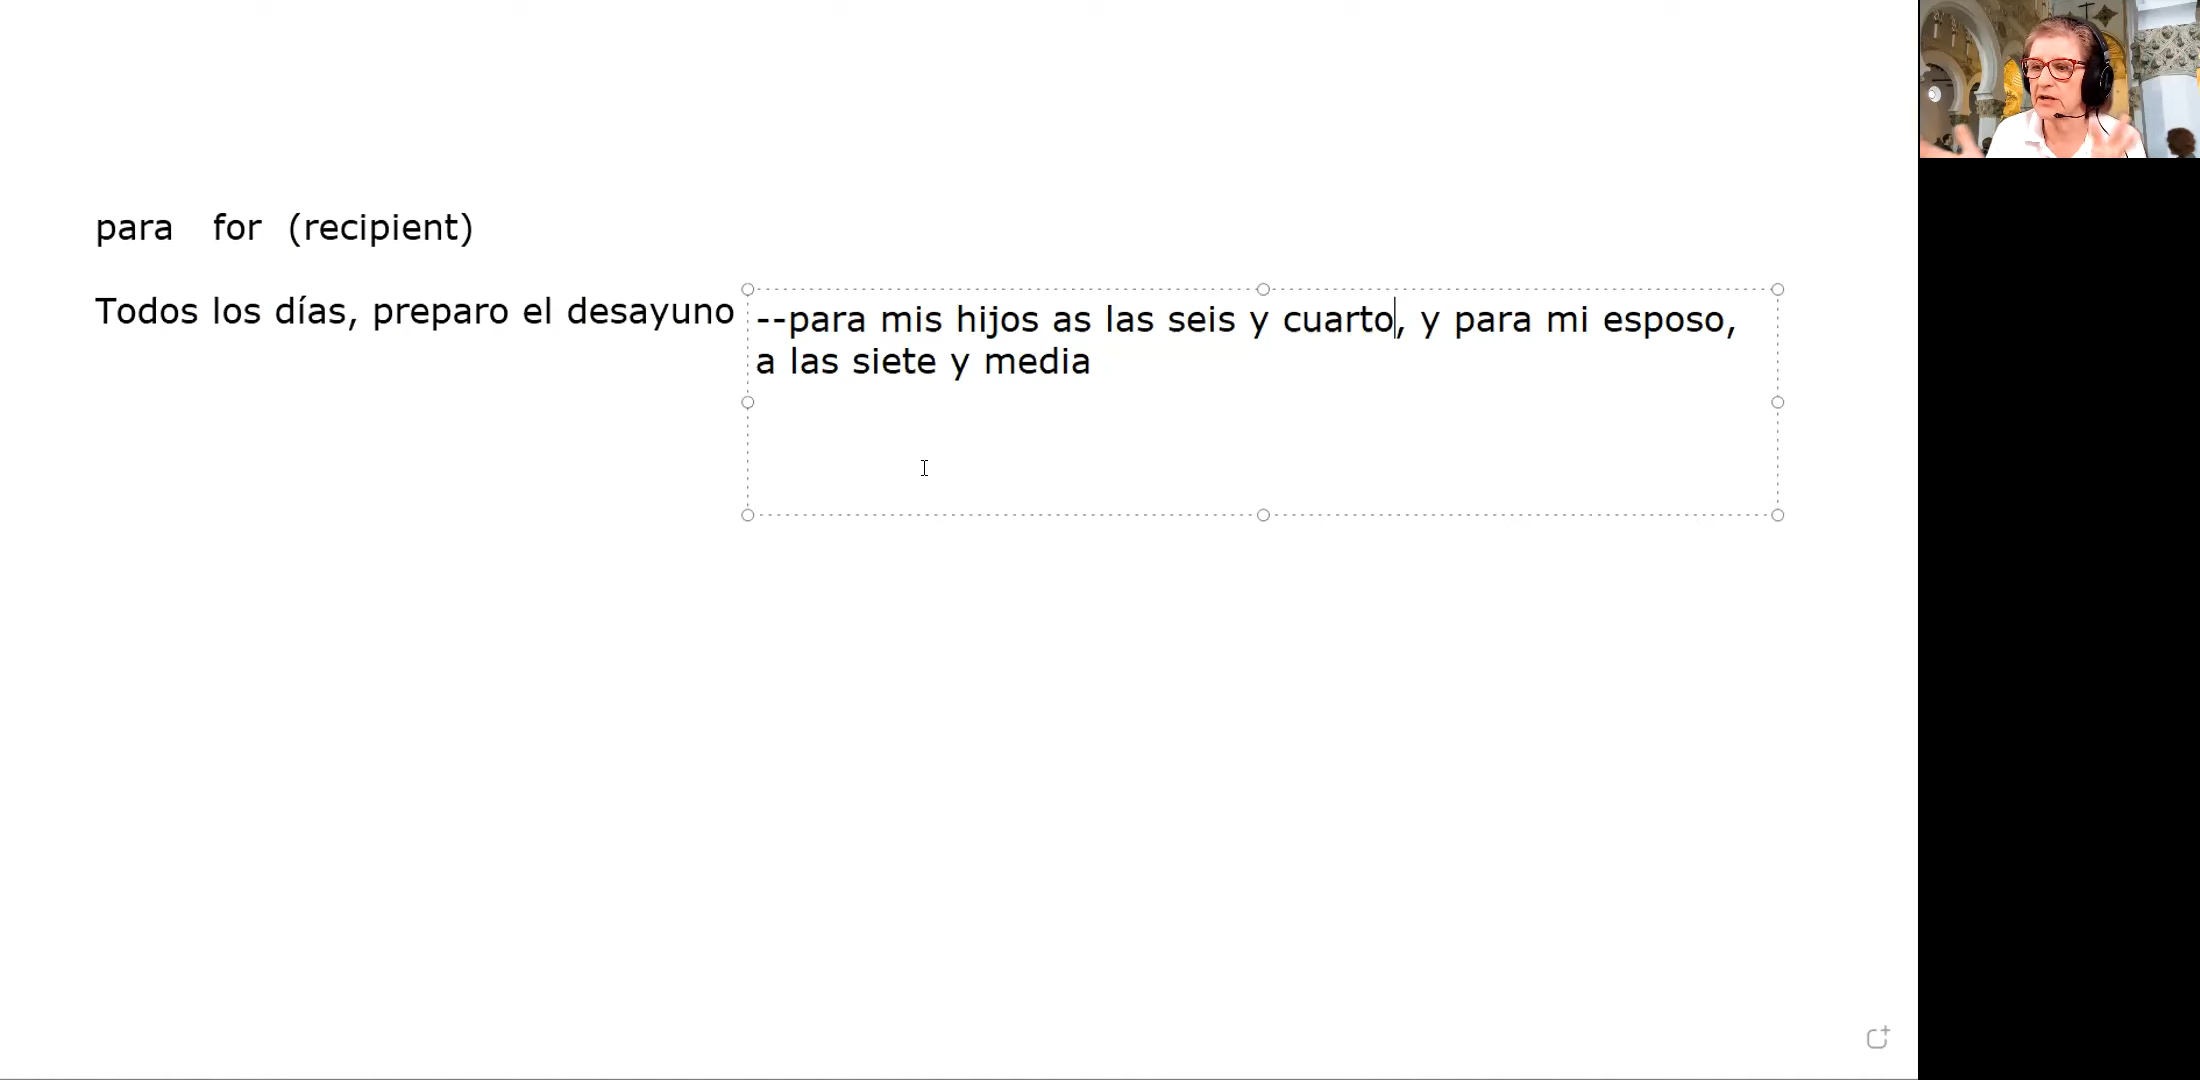 para for (recipient)
Todos los días, preparo el desayuno
--para mis hijos as las seis y cuarto, y para mi esposo,
a las siete y media